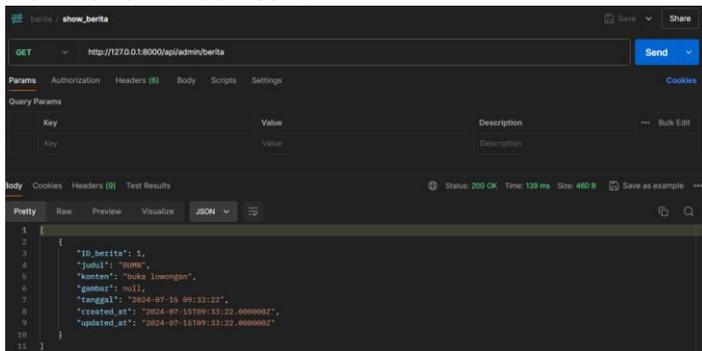 berita / show_berita Save Share
GET http://127.0.0.1:8000/api/admin/berita Send
Params Authorization Headers (6) Body Scripts Settings Cookies
Query Params
Key Value Description ••• Bulk Edit
Key Value Description
Body Cookies Headers (9) Test Results Status: 200 OK Time: 139 ms Size: 460 B Save as example •••
Pretty Raw Preview Visualize JSON
1 [
2 {
3 "ID_berita": 1,
4 "judul": "BUMN",
5 "konten": "buka lowongan",
6 "gambar": null,
7 "tanggal": "2024-07-15 09:33:22",
8 "created_at": "2024-07-15T09:33:22.000000Z",
9 "updated_at": "2024-07-15T09:33:22.000000Z"
10 }
11 ]